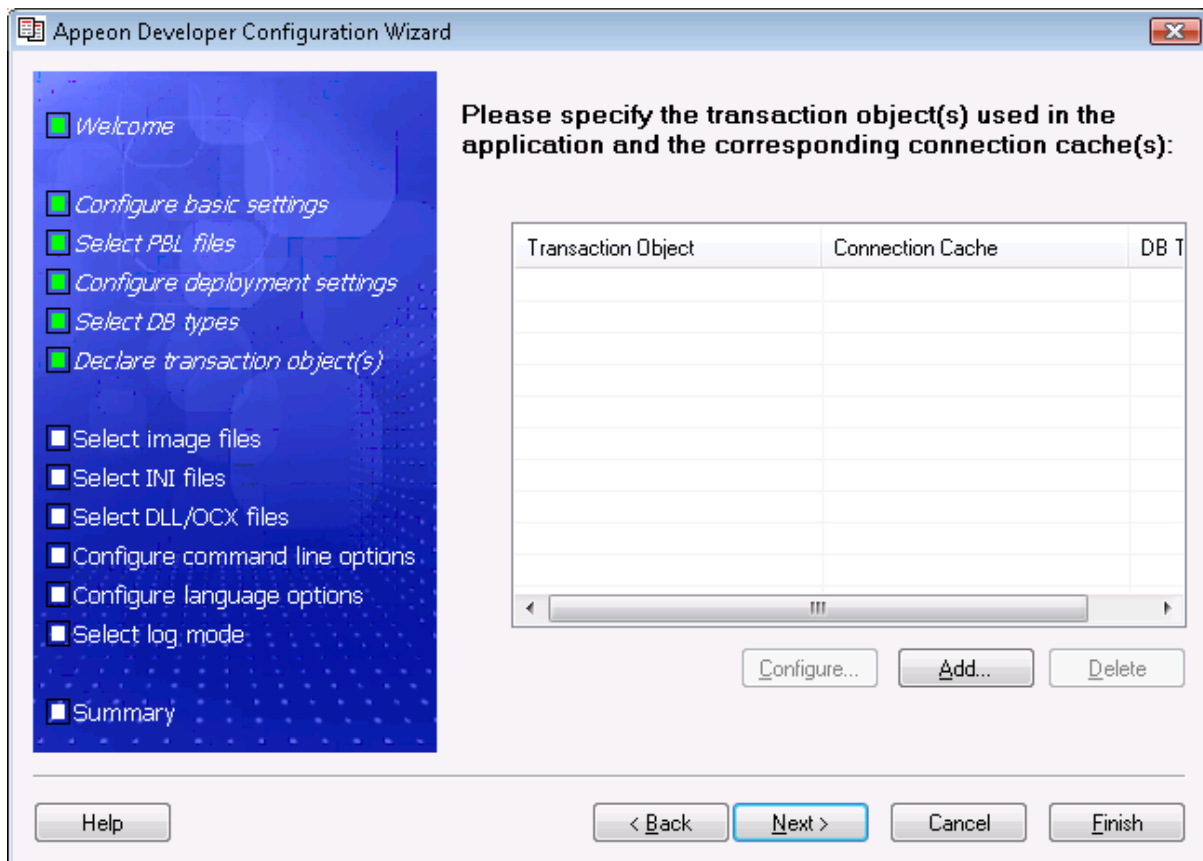 Appeon Developer Configuration Wizard
Welcome
Configure basic settings
Select PBL files
Configure deployment settings
Select DB types
Declare transaction object(s)
Select image files
Select INI files
Select DLL/OCX files
Configure command line options
Configure language options
Select log mode
Summary
Please specify the transaction object(s) used in the
application and the corresponding connection cache(s):
Transaction Object Connection Cache DB T
Configure... Add... Delete
Help < Back Next > Cancel Finish